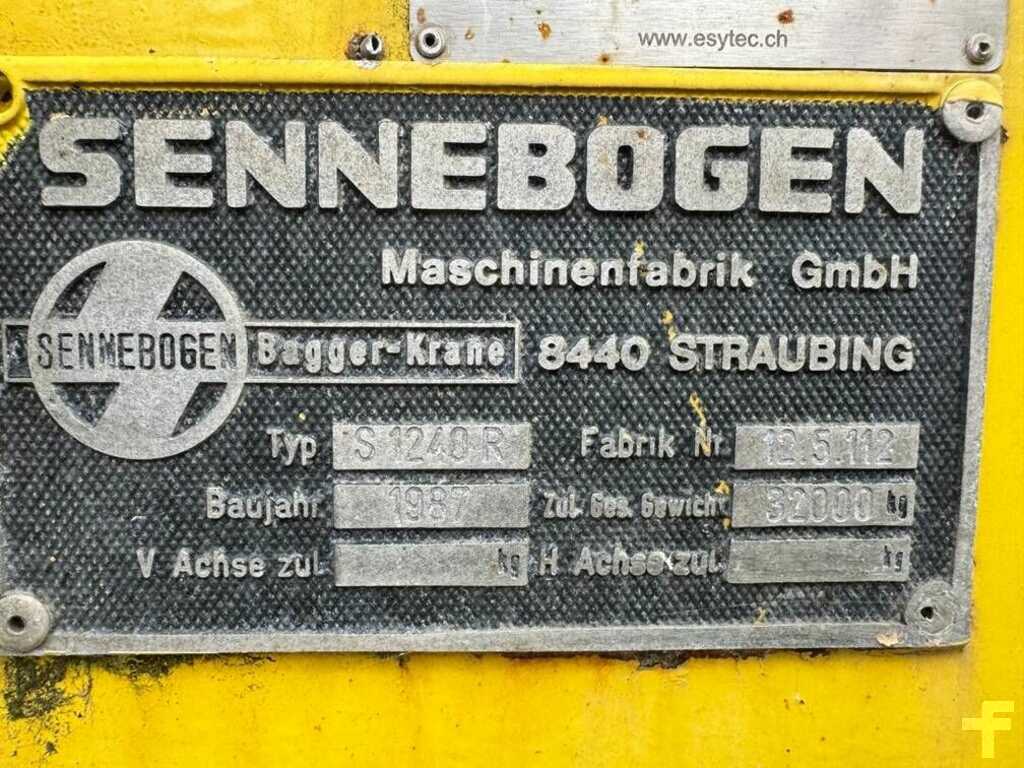 www.esytec.ch
SENNEBOGEN
Maschinenfabrik GmbH
SENNEBOGEN Bagger-Krane 8440 STRAUBING
Typ S 1240 R Fabrik Nr 12.5.112
Baujahr 1987 Zul. Ges. Gewicht 32000 kg
V Achse zul. kg H Achse zul. kg